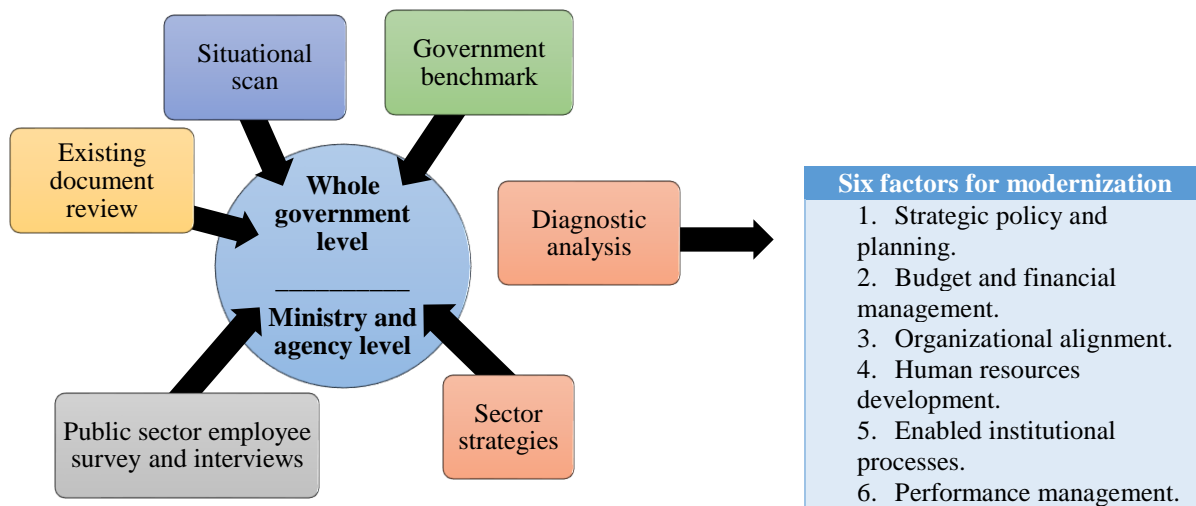 Situational
scan
Government
benchmark
Existing
document
review
Whole
government
level
__________
Ministry and
agency level
Diagnostic
analysis
Public sector employee
survey and interviews
Sector
strategies
Six factors for modernization
1. Strategic policy and
planning.
2. Budget and financial
management.
3. Organizational alignment.
4. Human resources
development.
5. Enabled institutional
processes.
6. Performance management.